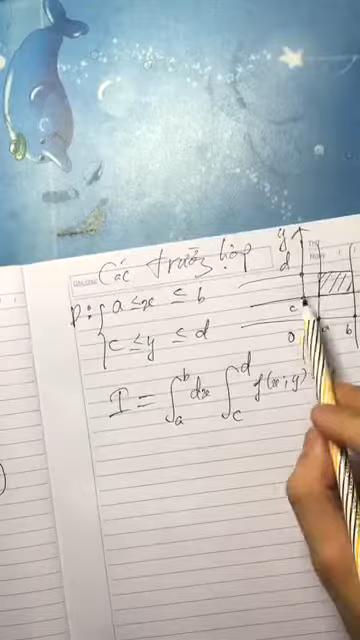 Các trường hợp
D: { a ≤ x ≤ b
c ≤ y ≤ d
I = ∫_a^b dx ∫_c^d f(x; y)
y
d
c
0
a
b